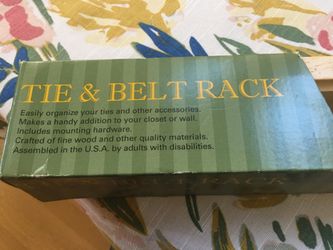 TIE & BELT RACK
Easily organize your ties and other accessories.
Makes a handy addition to your closet or wall.
Includes mounting hardware.
Crafted of fine wood and other quality materials.
Assembled in the U.S.A. by adults with disabilities.